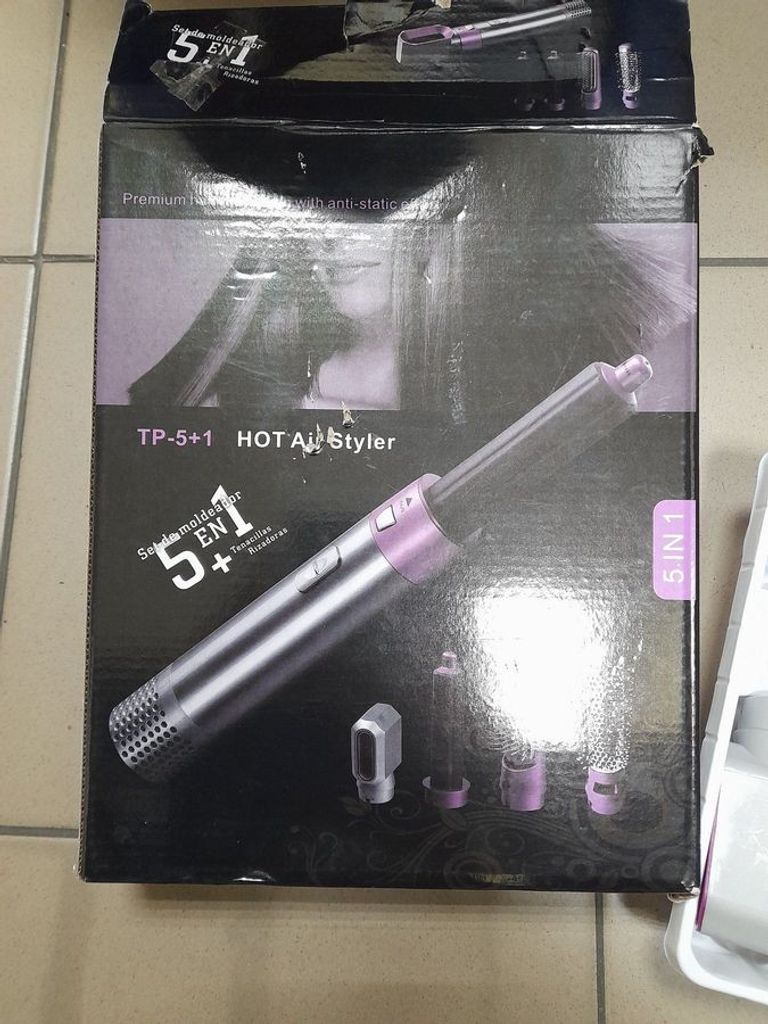 Set de moldeador
5 EN 1
Tenacillas
Rizadoras
Premium with anti-static
TP-5+1 HOT Air Styler
Set de moldeador
5 EN 1
+ Tenacillas
Rizadoras
5 IN 1